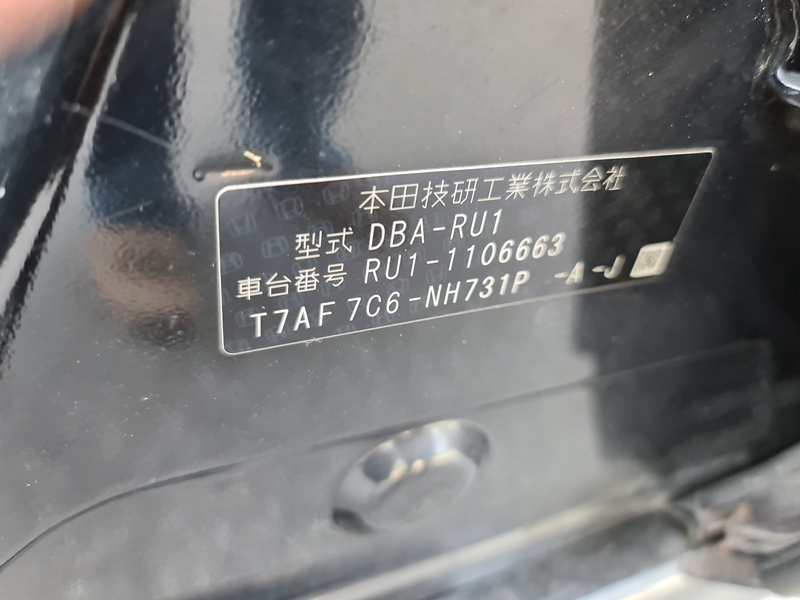 本田技研工業株式会社
型式 DBA-RU1
車台番号 RU1-1106663
T7AF 7C6-NH731P -A -J